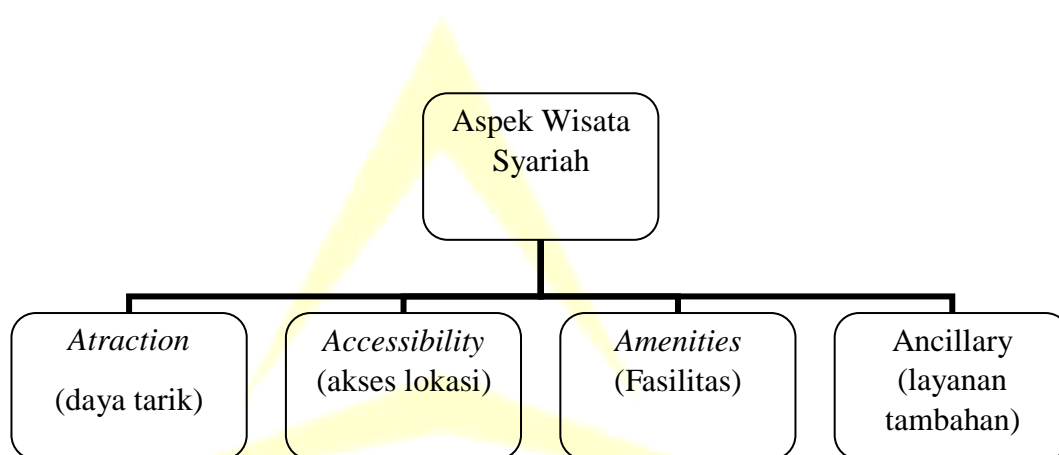 Aspek Wisata
Syariah
Atraction
(daya tarik)
Accessibility
(akses lokasi)
Amenities
(Fasilitas)
Ancillary
(layanan
tambahan)